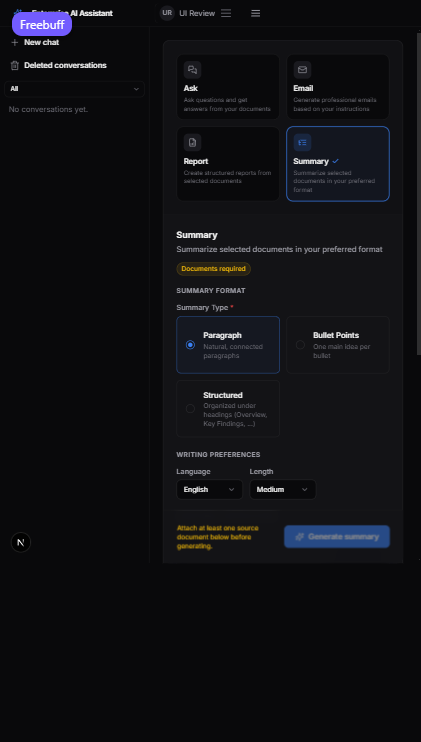 Freebuff
AI Assistant
UR UI Review
New chat
Deleted conversations
All
No conversations yet.
Ask
Ask questions and get
answers from your documents
Email
Generate professional emails
based on your instructions
Report
Create structured reports from
selected documents
Summary
Summarize selected
documents in your preferred
format
Summary
Summarize selected documents in your preferred format
Documents required
SUMMARY FORMAT
Summary Type *
Paragraph
Natural, connected
paragraphs
Bullet Points
One main idea per
bullet
Structured
Organized under
headings (Overview,
Key Findings, ...)
WRITING PREFERENCES
Language
Length
English
Medium
Attach at least one source
document below before
generating.
Generate summary
N